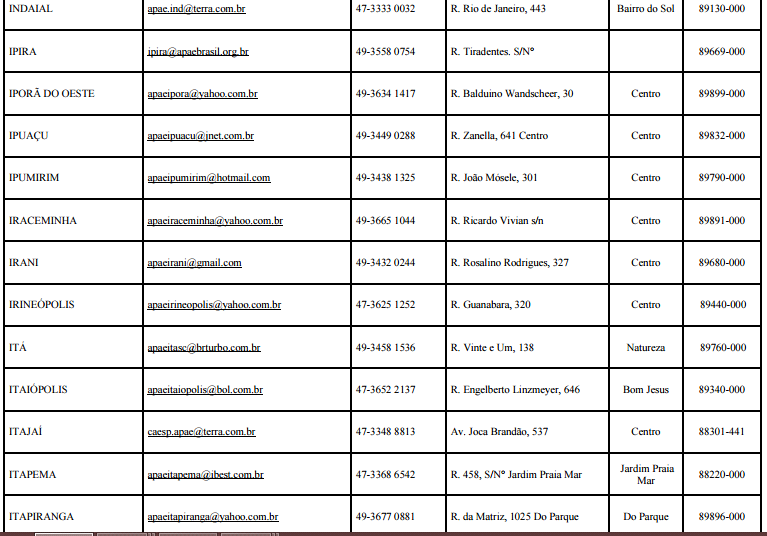 INDAIAL apae.ind@terra.com.br 47-3333 0032 R. Rio de Janeiro, 443 Bairro do Sol 89130-000
IPIRA ipira@apaebrasil.org.br 49-3558 0754 R. Tiradentes. S/Nº 89669-000
IPORÃ DO OESTE apaeipora@yahoo.com.br 49-3634 1417 R. Balduino Wandscheer, 30 Centro 89899-000
IPUAÇU apaeipuacu@jnet.com.br 49-3449 0288 R. Zanella, 641 Centro Centro 89832-000
IPUMIRIM apaeipumirim@hotmail.com 49-3438 1325 R. João Mósele, 301 Centro 89790-000
IRACEMINHA apaeiraceminha@yahoo.com.br 49-3665 1044 R. Ricardo Vivian s/n Centro 89891-000
IRANI apaeirani@gmail.com 49-3432 0244 R. Rosalino Rodrigues, 327 Centro 89680-000
IRINEÓPOLIS apaeirineopolis@yahoo.com.br 47-3625 1252 R. Guanabara, 320 Centro 89440-000
ITÁ apaeitasc@brturbo.com.br 49-3458 1536 R. Vinte e Um, 138 Natureza 89760-000
ITAIÓPOLIS apaeitaiopolis@bol.com.br 47-3652 2137 R. Engelberto Linzmeyer, 646 Bom Jesus 89340-000
ITAJAÍ caesp.apae@terra.com.br 47-3348 8813 Av. Joca Brandão, 537 Centro 88301-441
ITAPEMA apaeitapema@ibest.com.br 47-3368 6542 R. 458, S/Nº Jardim Praia Mar Jardim Praia Mar 88220-000
ITAPIRANGA apaeitapiranga@yahoo.com.br 49-3677 0881 R. da Matriz, 1025 Do Parque Do Parque 89896-000